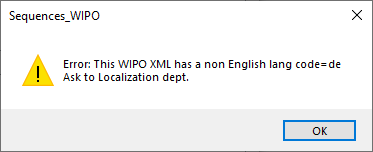 Sequences_WIPO
Error: This WIPO XML has a non English lang code=de
Ask to Localization dept.
OK